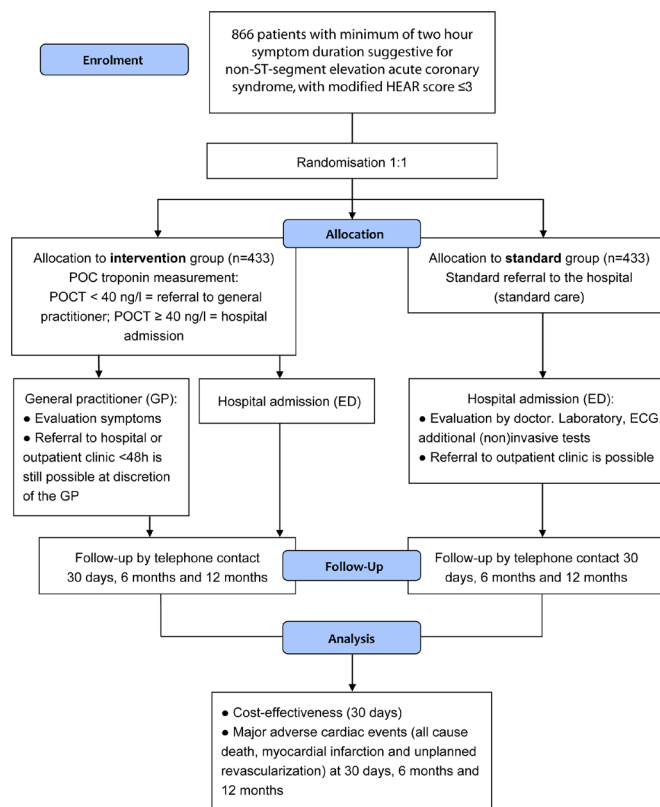 Enrolment
866 patients with minimum of two hour
symptom duration suggestive for
non-ST-segment elevation acute coronary
syndrome, with modified HEAR score ≤3
Randomisation 1:1
Allocation
Allocation to intervention group (n=433)
POC troponin measurement:
POCT < 40 ng/l = referral to general
practitioner; POCT ≥ 40 ng/l = hospital
admission
Allocation to standard group (n=433)
Standard referral to the hospital
(standard care)
General practitioner (GP):
● Evaluation symptoms
● Referral to hospital or
outpatient clinic <48h is
still possible at discretion
of the GP
Hospital admission (ED)
Hospital admission (ED):
● Evaluation by doctor. Laboratory, ECG,
additional (non)invasive tests
● Referral to outpatient clinic is possible
Follow-up by telephone contact
30 days, 6 months and 12 months
Follow-Up
Follow-up by telephone contact 30
days, 6 months and 12 months
Analysis
● Cost-effectiveness (30 days)
● Major adverse cardiac events (all cause
death, myocardial infarction and unplanned
revascularization) at 30 days, 6 months and
12 months